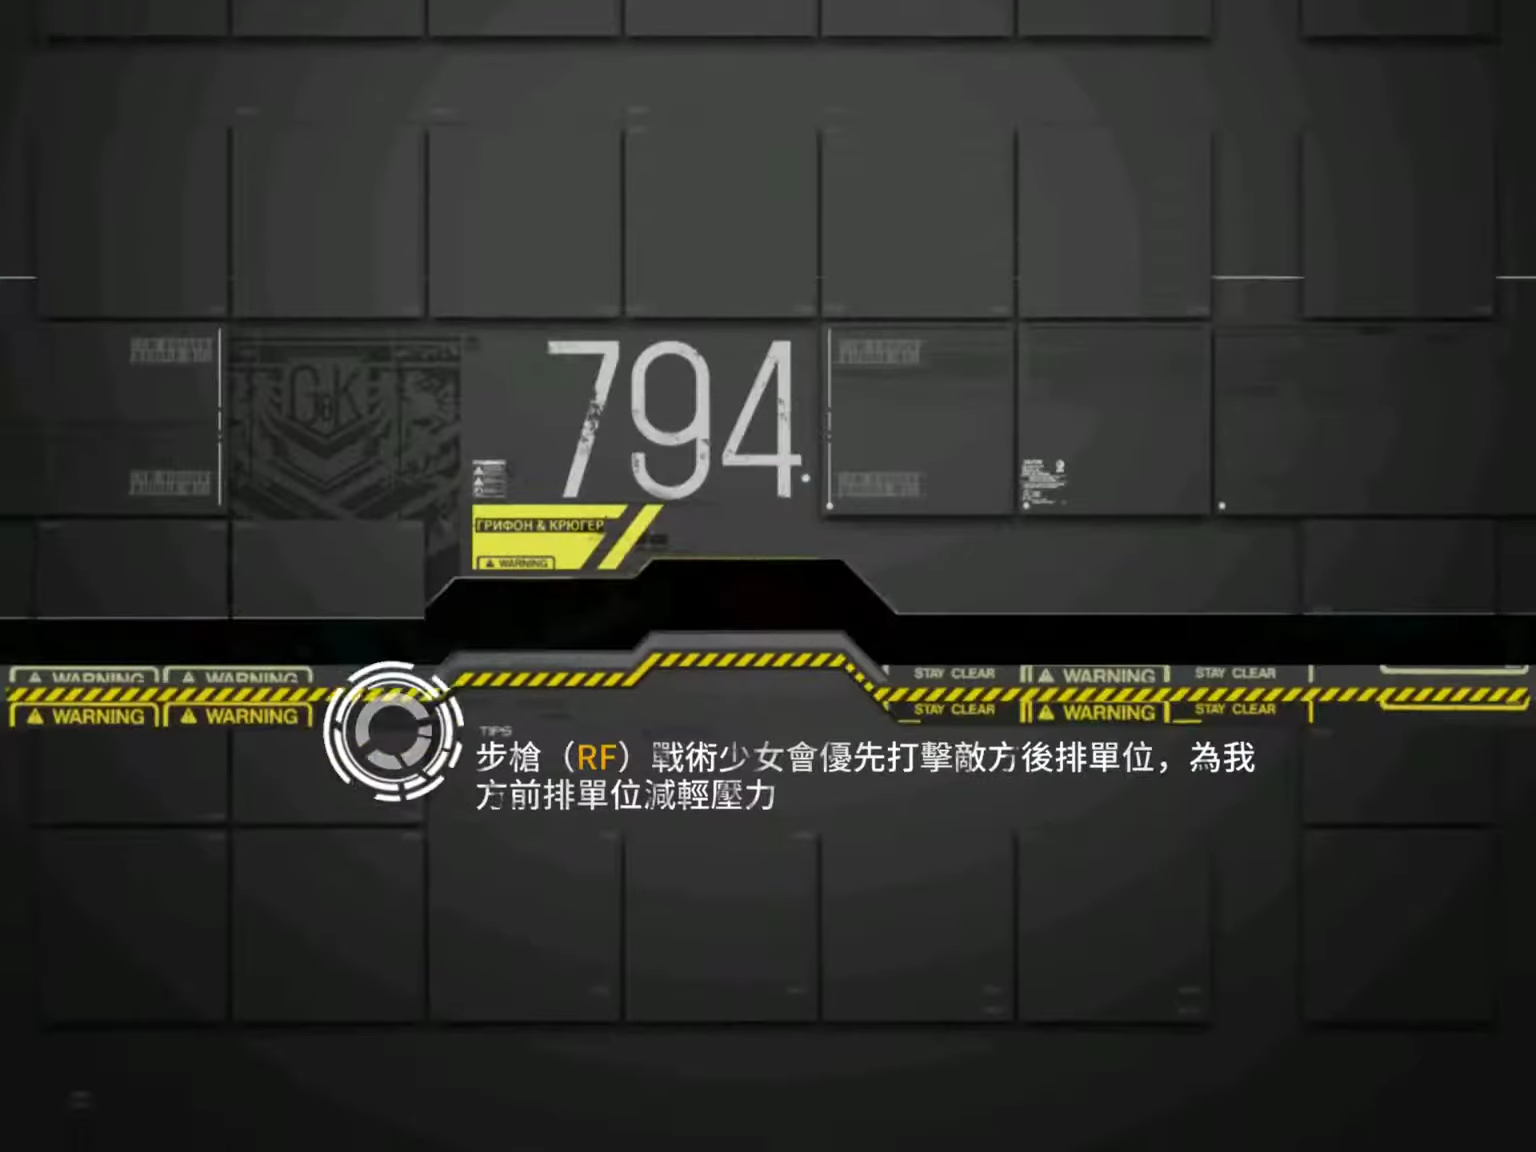 G&K
794.
ГРИФОН & КРЮГЕР
WARNING
WARNING WARNING STAY CLEAR WARNING STAY CLEAR
WARNING WARNING STAY CLEAR WARNING STAY CLEAR
TIPS
步槍（RF）戰術少女會優先打擊敵方後排單位，為我
方前排單位減輕壓力